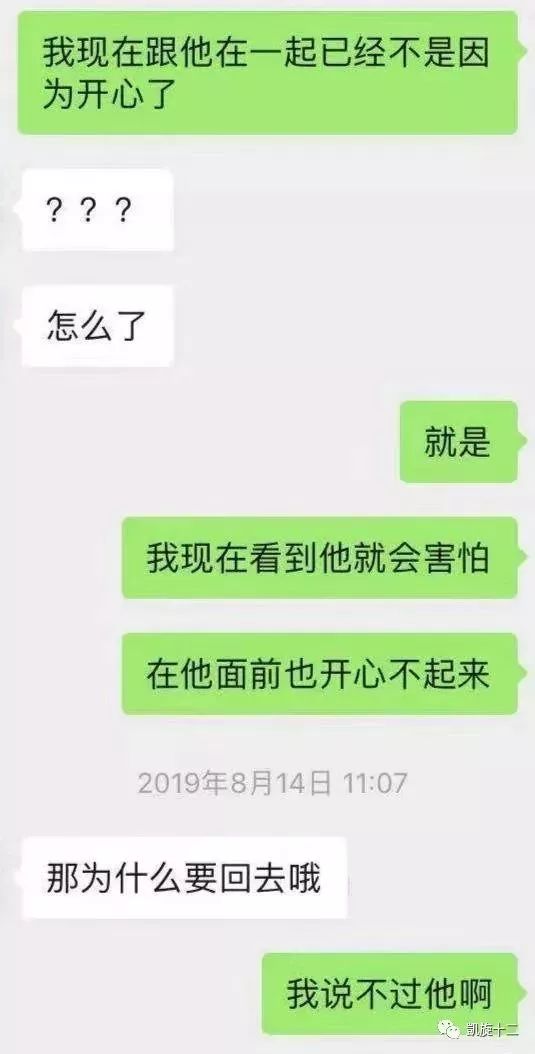 我现在跟他在一起已经不是因
为开心了
？？？
怎么了
就是
我现在看到他就会害怕
在他面前也开心不起来
2019年8月14日 11:07
那为什么要回去哦
我说不过他啊
凯旋十二